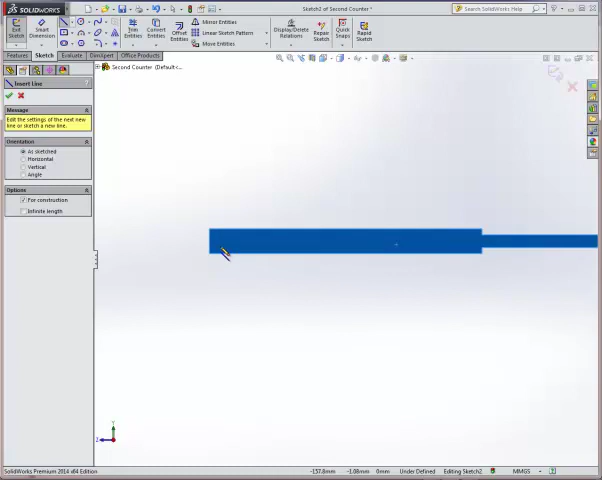 SOLIDWORKS
Sketch2 of Second Counter *
Search SolidWorks Help
Exit Sketch
Smart Dimension
Trim Entities
Convert Entities
Offset Entities
Mirror Entities
Linear Sketch Pattern
Move Entities
Display/Delete Relations
Repair Sketch
Quick Snaps
Rapid Sketch
Features
Sketch
Evaluate
DimXpert
Office Products
Second Counter (Default<...
Insert Line
?
Message
Edit the settings of the next new line or sketch a new line.
Orientation
As sketched
Horizontal
Vertical
Angle
Options
For construction
Infinite length
Y
Z
SolidWorks Premium 2014 x64 Edition
-157.8mm
-1.08mm
0mm
Under Defined
Editing Sketch2
MMGS